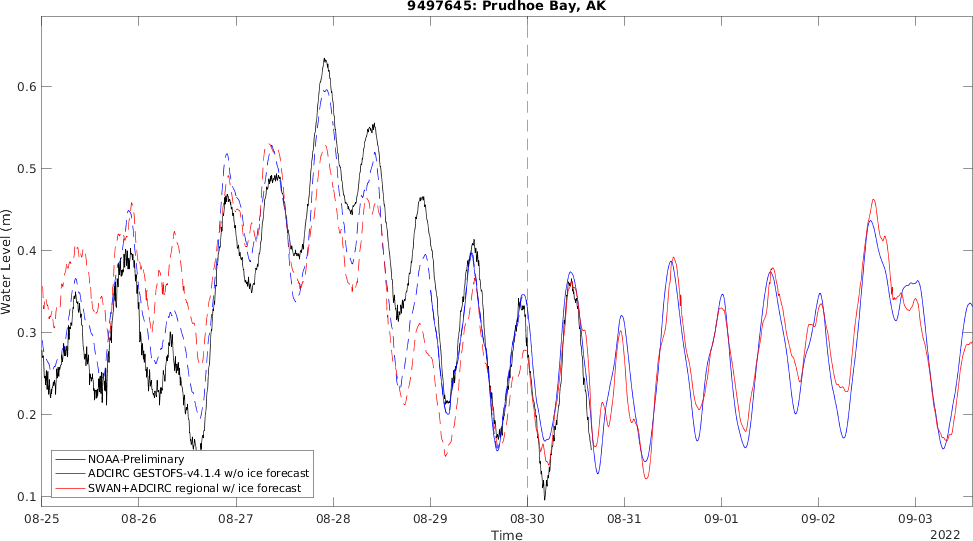 9497645: Prudhoe Bay, AK
Water Level (m)
0.6
0.5
0.4
0.3
0.2
0.1
NOAA-Preliminary
ADCIRC GESTOFS-v4.1.4 w/o ice forecast
SWAN+ADCIRC regional w/ ice forecast
08-25 08-26 08-27 08-28 08-29 08-30 08-31 09-01 09-02 09-03
Time
2022